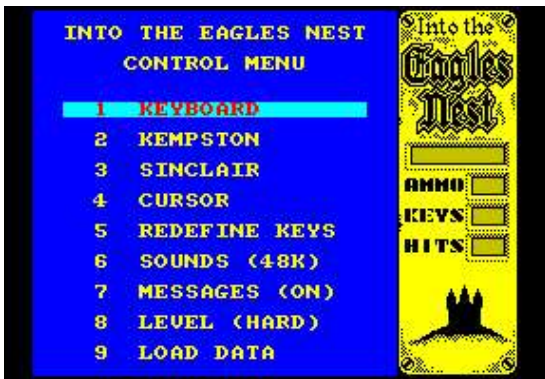 INTO THE EAGLES NEST
CONTROL MENU
1 KEYBOARD
2 KEMPSTON
3 SINCLAIR
4 CURSOR
5 REDEFINE KEYS
6 SOUNDS (48K)
7 MESSAGES (ON)
8 LEVEL (HARD)
9 LOAD DATA
Into the
Eagles
Nest
AMMO
KEYS
HITS